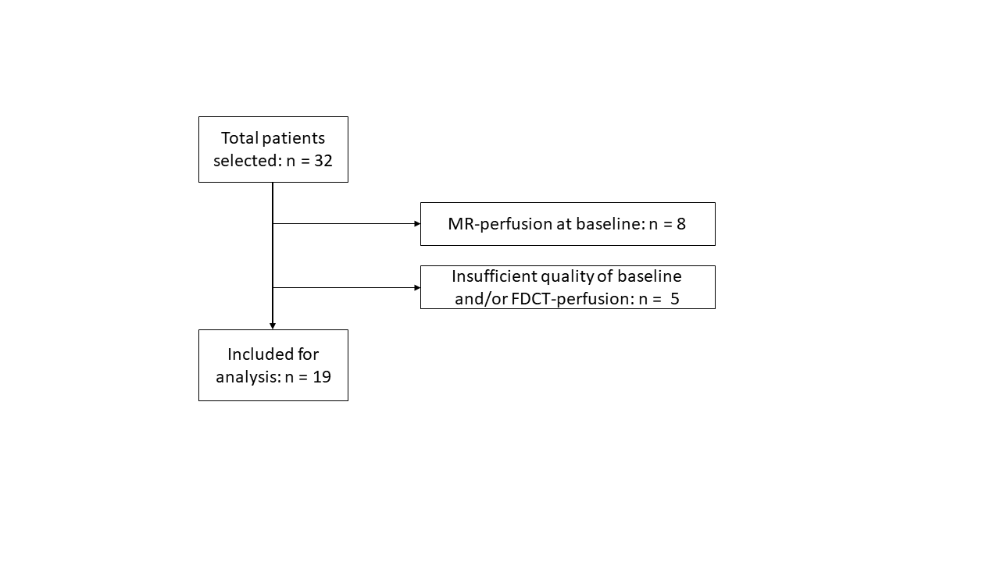 Total patients
selected: n = 32
MR-perfusion at baseline: n = 8
Insufficient quality of baseline
and/or FDCT-perfusion: n =  5
Included for
analysis: n = 19